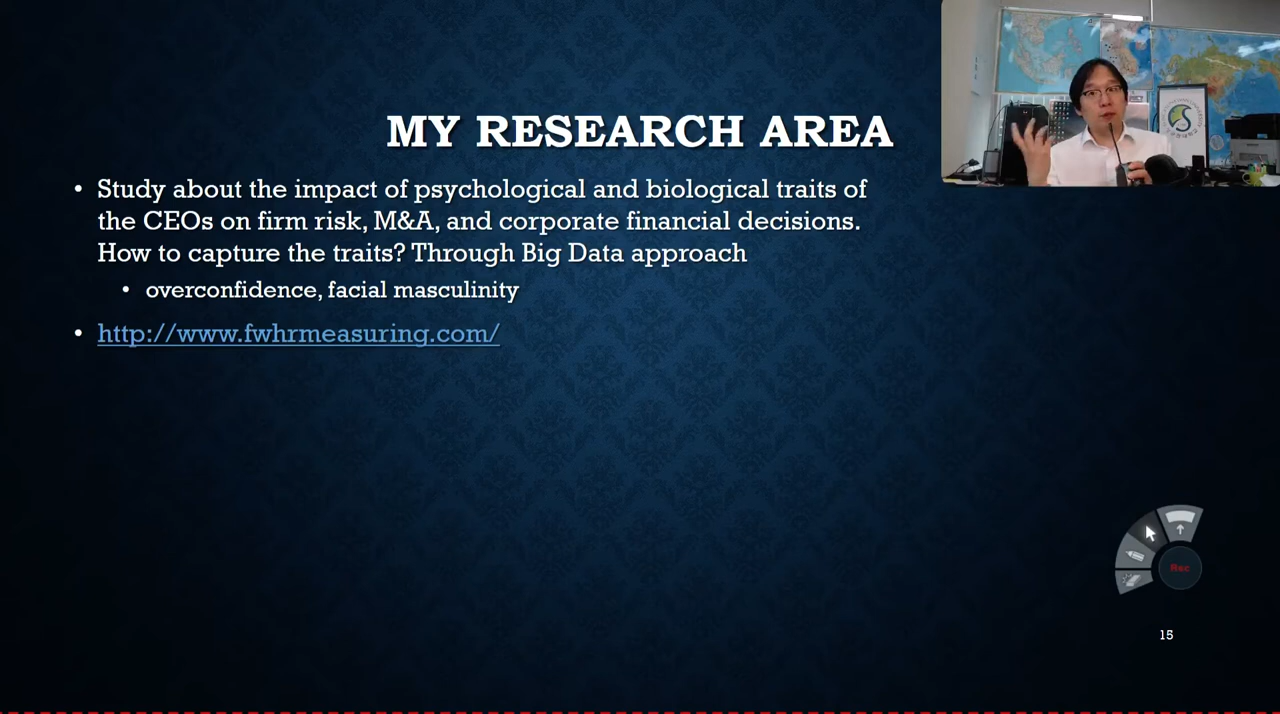 MY RESEARCH AREA
• Study about the impact of psychological and biological traits of
the CEOs on firm risk, M&A, and corporate financial decisions.
How to capture the traits? Through Big Data approach
• overconfidence, facial masculinity
• http://www.fwhrmeasuring.com/
Rec
15